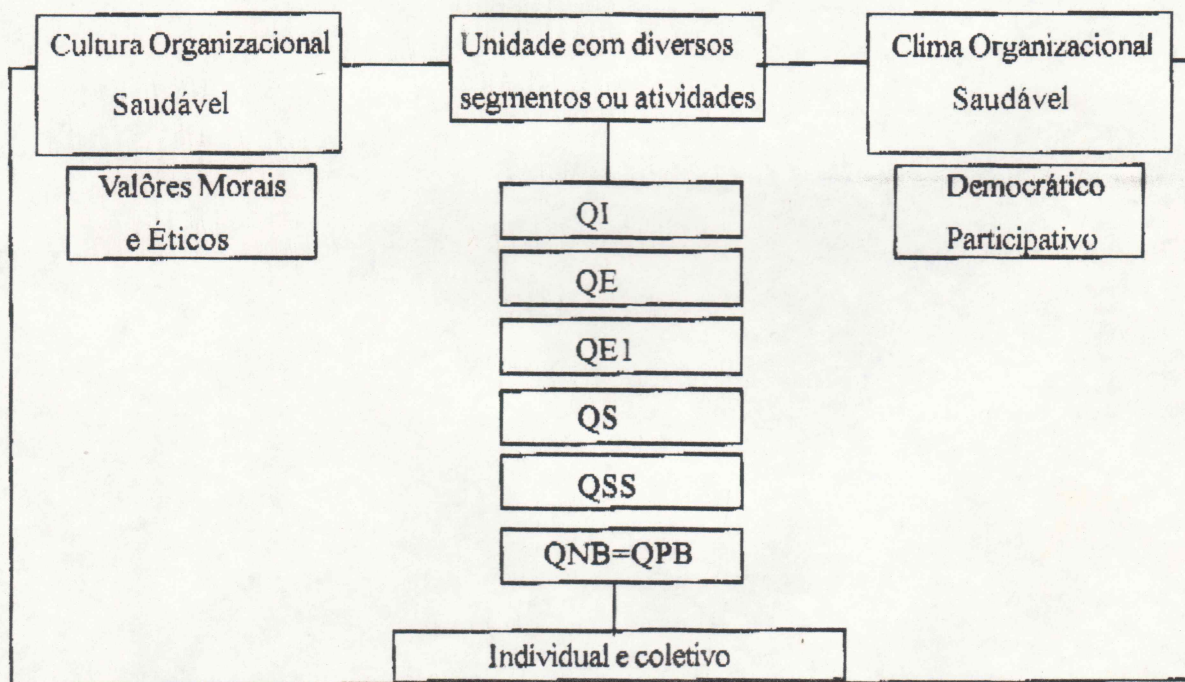 Cultura Organizacional
Saudável
Unidade com diversos
segmentos ou atividades
Clima Organizacional
Saudável
Valôres Morais
e Éticos
Democrático
Participativo
QI
QE
QE1
QS
QSS
QNB=QPB
Individual e coletivo